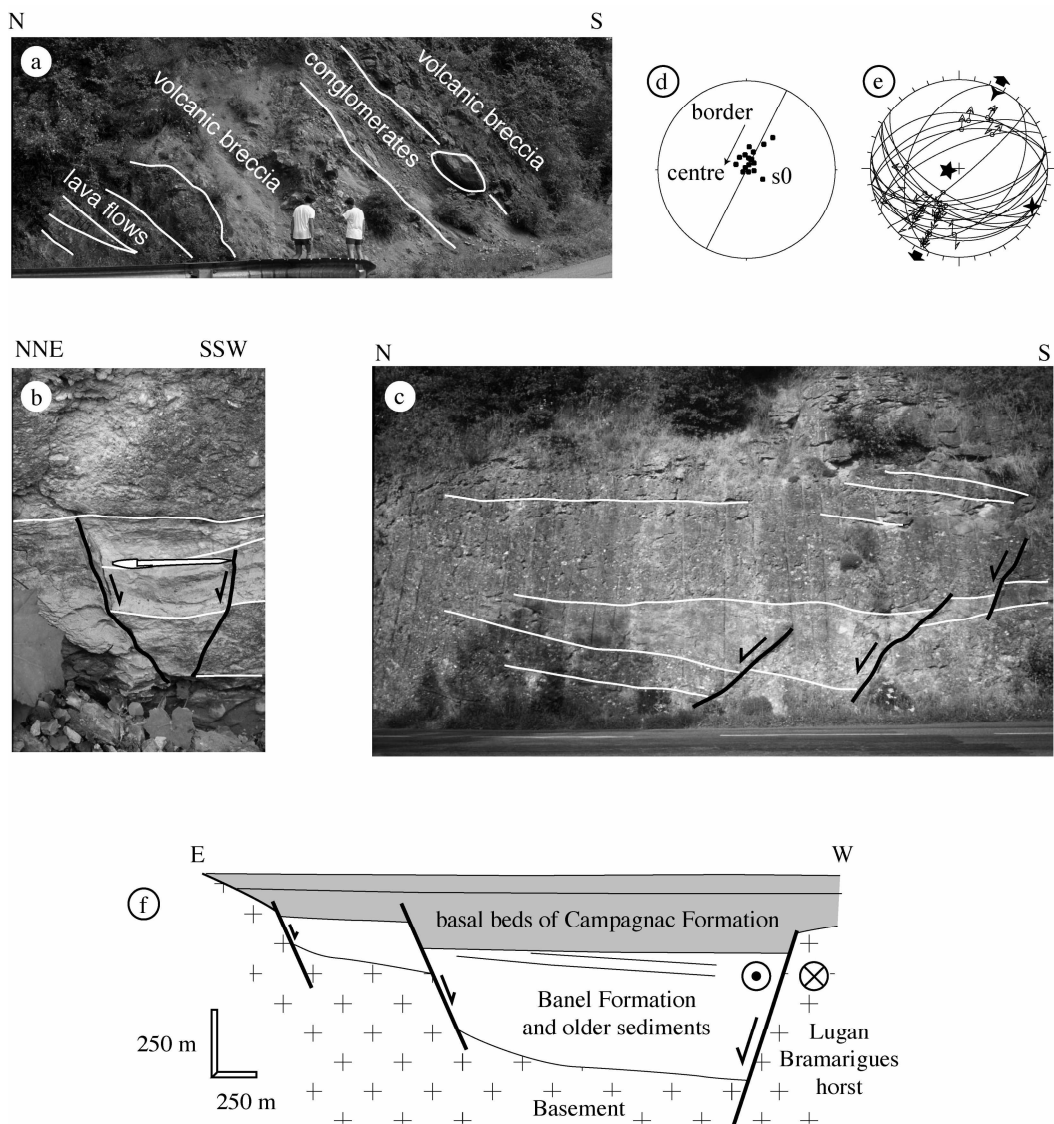 N S
a
lava flows
volcanic breccia
conglomerates
volcanic breccia
d
border
centre
s0
e
NNE SSW
b
N S
c
E W
f
basal beds of Campagnac Formation
Banel Formation
and older sediments
Lugan
Bramarigues
horst
250 m
250 m
Basement